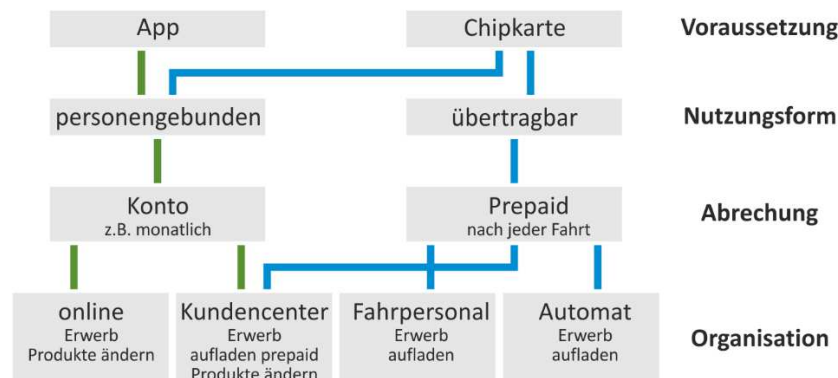 App
Chipkarte
Voraussetzung
personengebunden
übertragbar
Nutzungsform
Konto
z.B. monatlich
Prepaid
nach jeder Fahrt
Abrechung
online
Erwerb
Produkte ändern
Kundencenter
Erwerb
aufladen prepaid
Produkte ändern
Fahrpersonal
Erwerb
aufladen
Automat
Erwerb
aufladen
Organisation